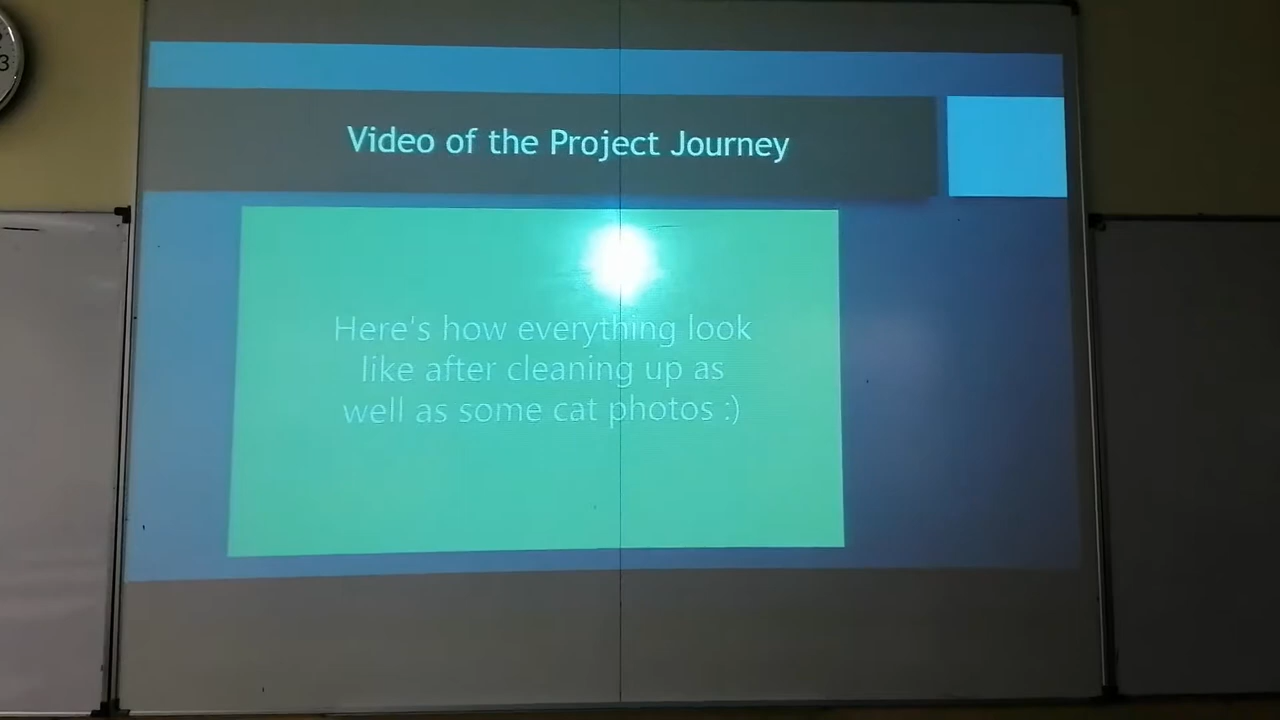 3
Video of the Project Journey
Here's how everything look
like after cleaning up as
well as some cat photos :)